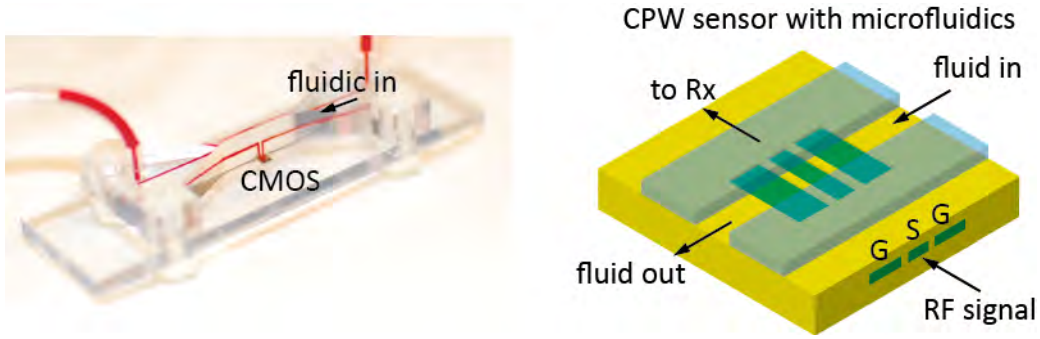 fluidic in
CMOS
CPW sensor with microfluidics
fluid in
to Rx
G S G
fluid out
RF signal